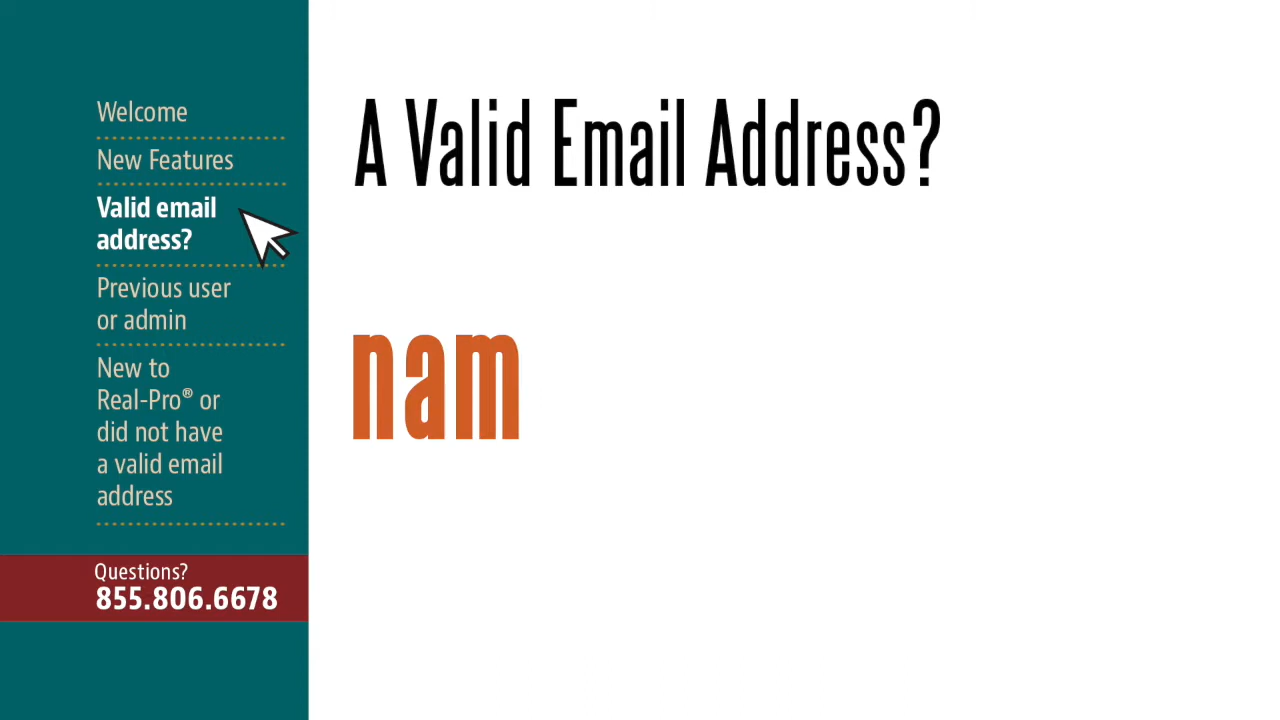 Welcome
New Features
Valid email
address?
Previous user
or admin
New to
Real-Pro® or
did not have
a valid email
address
Questions?
855.806.6678
A Valid Email Address?
nam